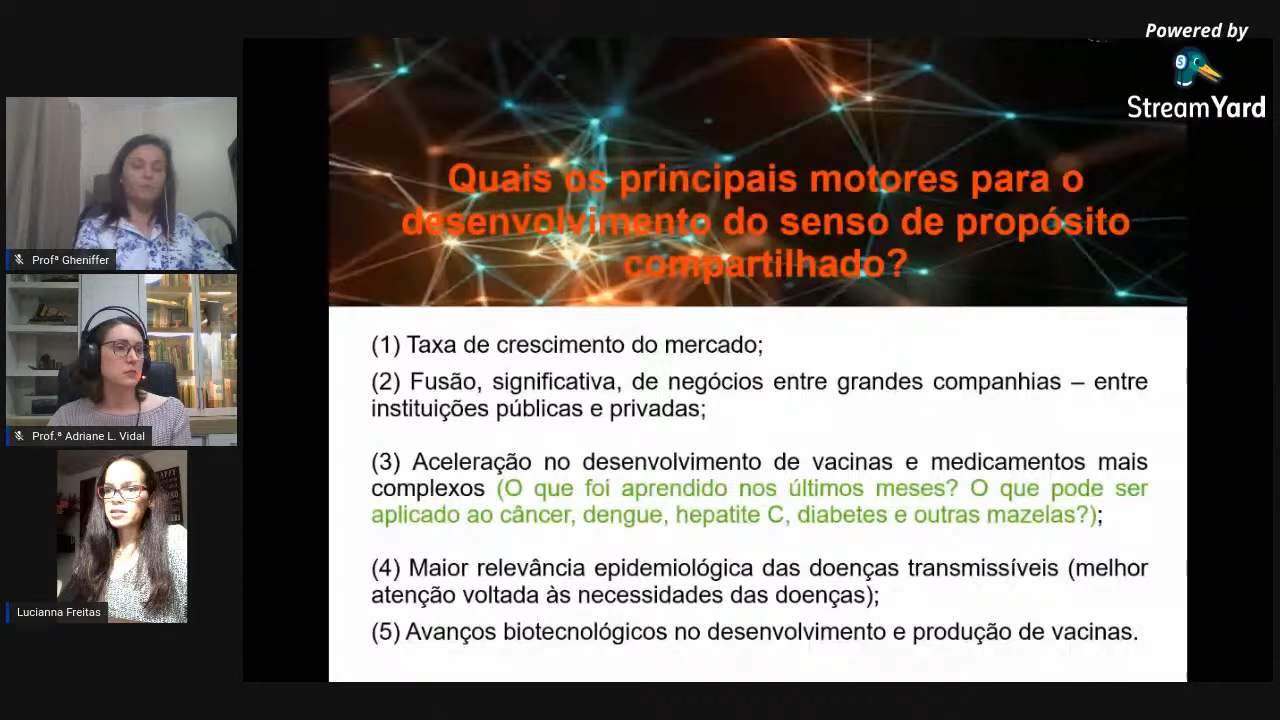 Powered by
StreamYard
Quais os principais motores para o
desenvolvimento do senso de propósito
compartilhado?
(1) Taxa de crescimento do mercado;
(2) Fusão, significativa, de negócios entre grandes companhias – entre
instituições públicas e privadas;
(3) Aceleração no desenvolvimento de vacinas e medicamentos mais
complexos (O que foi aprendido nos últimos meses? O que pode ser
aplicado ao câncer, dengue, hepatite C, diabetes e outras mazelas?);
(4) Maior relevância epidemiológica das doenças transmissíveis (melhor
atenção voltada às necessidades das doenças);
(5) Avanços biotecnológicos no desenvolvimento e produção de vacinas.
Profª Gheniffer
Prof.ª Adriane L. Vidal
Lucianna Freitas